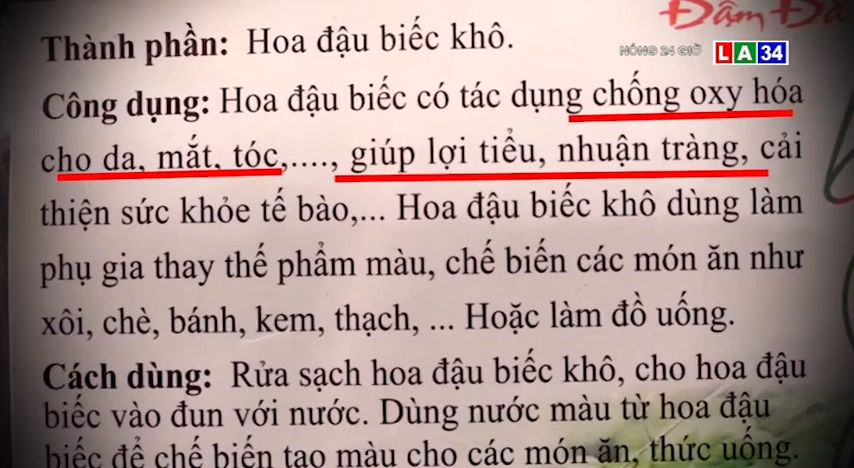 Đậm Đà
NÓNG 24 GIỜ LA34
Thành phần: Hoa đậu biếc khô.
Công dụng: Hoa đậu biếc có tác dụng chống oxy hóa
cho da, mắt, tóc,...., giúp lợi tiểu, nhuận tràng, cải
thiện sức khỏe tế bào,... Hoa đậu biếc khô dùng làm
phụ gia thay thế phẩm màu, chế biến các món ăn như
xôi, chè, bánh, kem, thạch, ... Hoặc làm đồ uống.
Cách dùng: Rửa sạch hoa đậu biếc khô, cho hoa đậu
biếc vào đun với nước. Dùng nước màu từ hoa đậu
biếc để chế biến tạo màu cho các món ăn, thức uống.